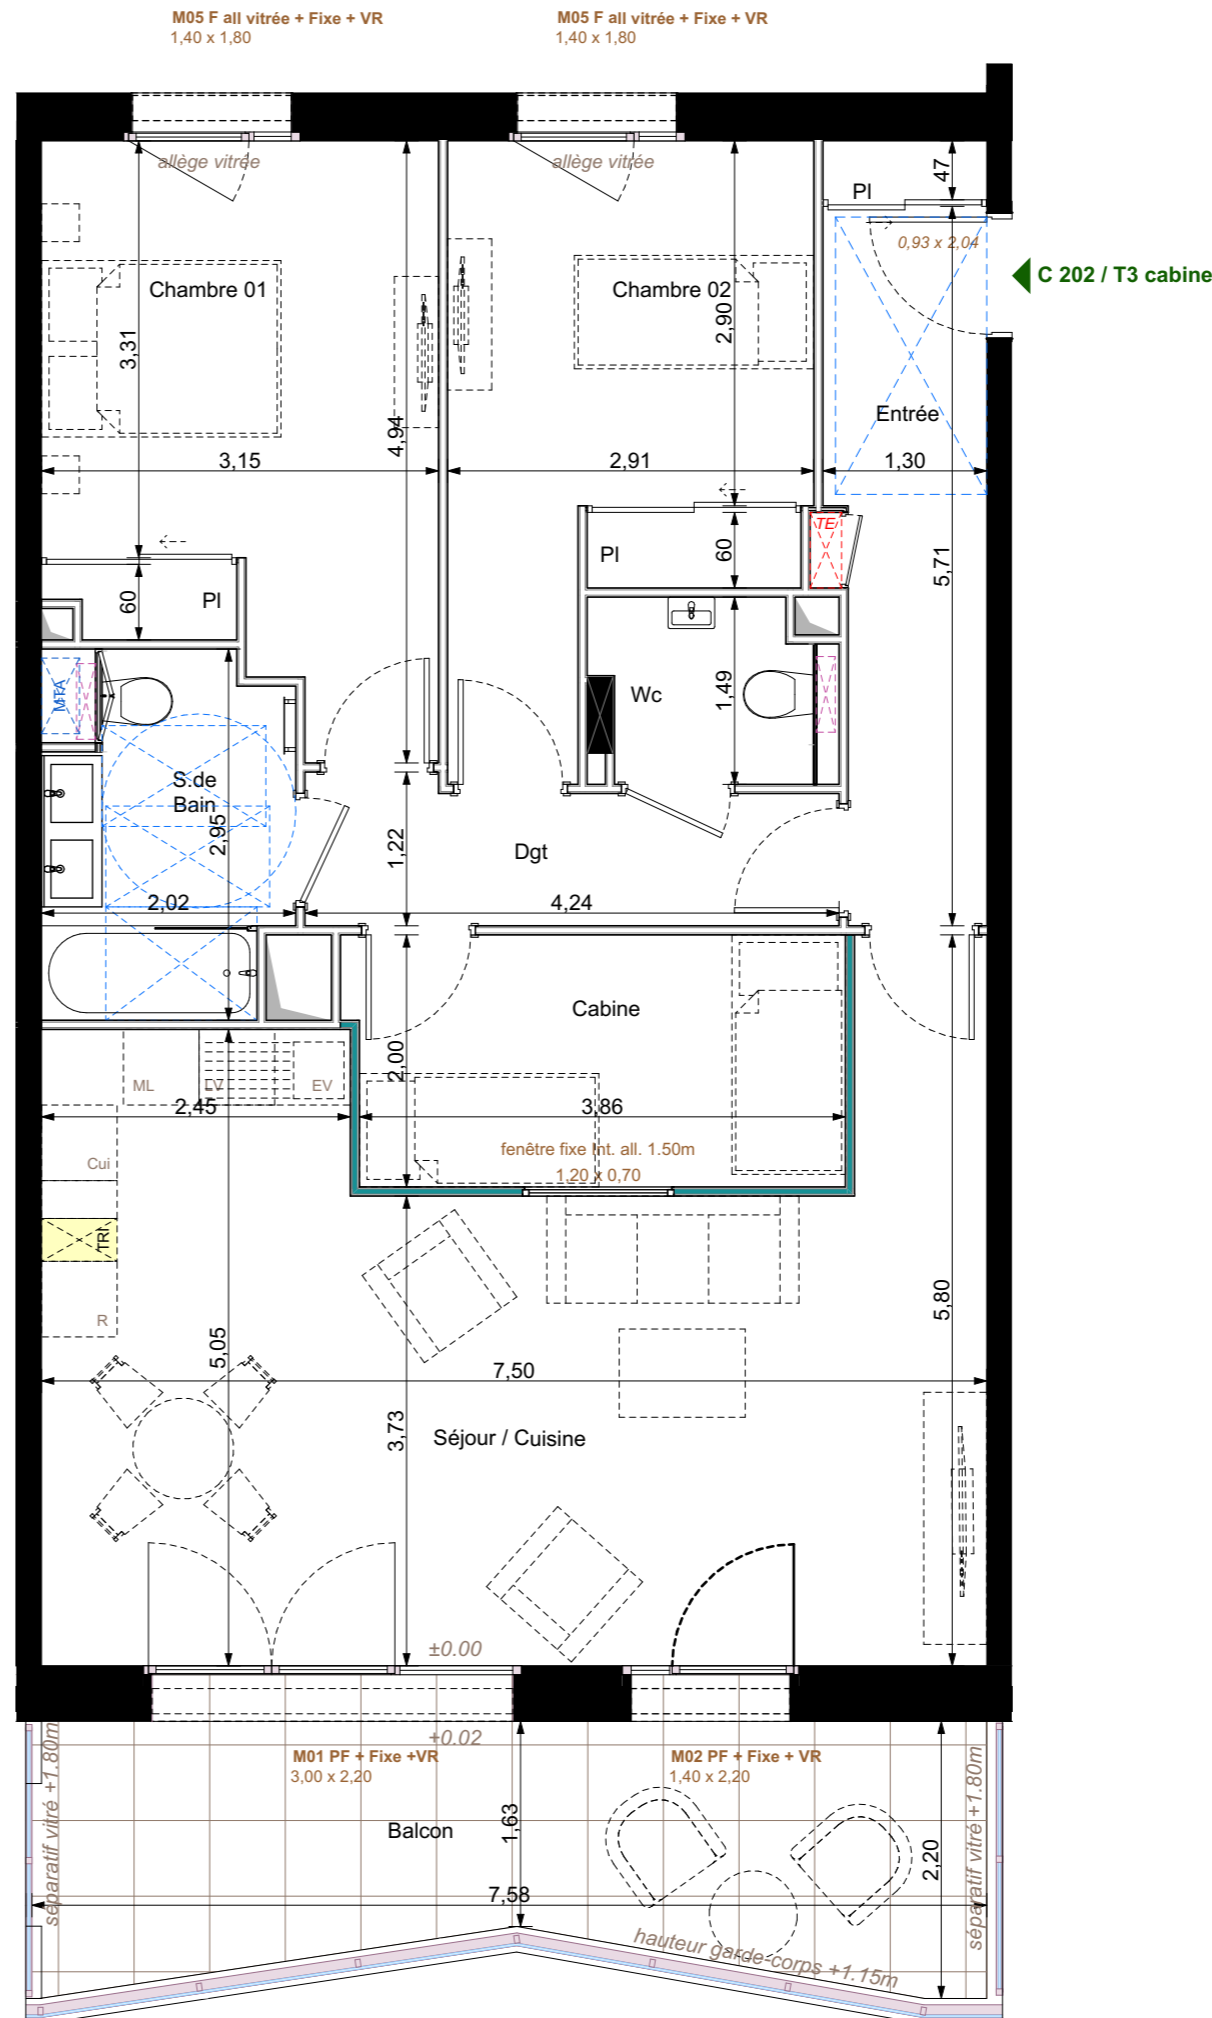 M05 F all vitrée + Fixe + VR
1,40 x 1,80
M05 F all vitrée + Fixe + VR
1,40 x 1,80
allège vitrée
allège vitrée
47
Pl
0,93 x 2,04
C 202 / T3 cabine
Chambre 01
Chambre 02
2,90
3,31
Entrée
4,94
3,15
2,91
1,30
TE
Pl
60
5,71
Pl
60
MTA
Wc
1,49
S.de
Bain
2,95
1,22
Dgt
2,02
4,24
Cabine
2,00
ML
LV
EV
2,45
3,86
fenêtre fixe Int. all. 1.50m
1,20 x 0,70
Cui
TRI
R
5,80
5,05
7,50
3,73
Séjour / Cuisine
±0.00
+0.02
M01 PF + Fixe +VR
3,00 x 2,20
M02 PF + Fixe + VR
1,40 x 2,20
séparatif vitré +1.80m
séparatif vitré +1.80m
1,63
Balcon
2,20
7,58
hauteur garde-corps +1.15m